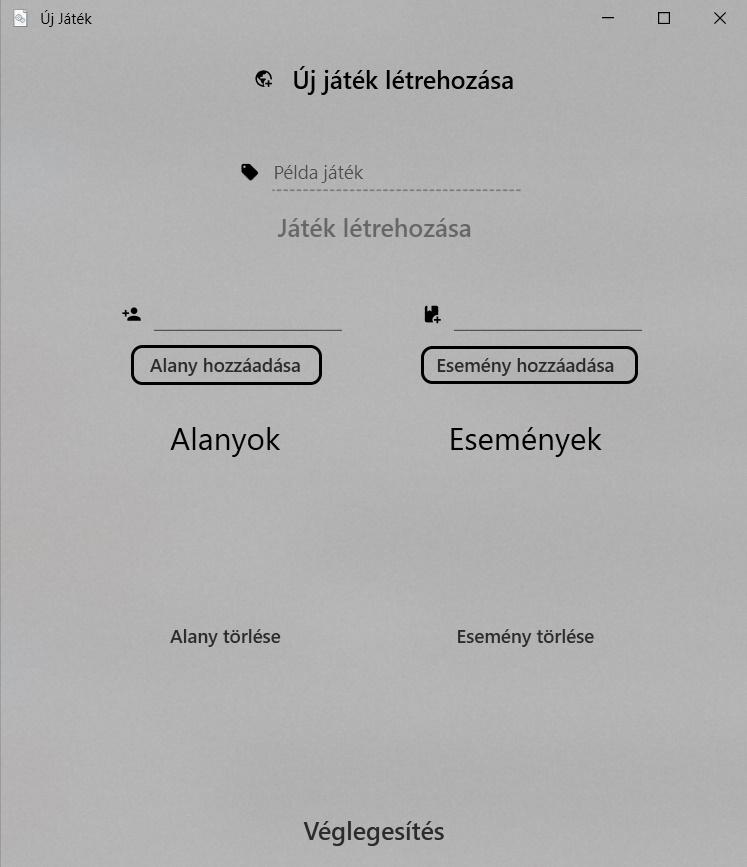 Új Játék
Új játék létrehozása
Példa játék
Játék létrehozása
Alany hozzáadása
Esemény hozzáadása
Alanyok
Események
Alany törlése
Esemény törlése
Véglegesítés